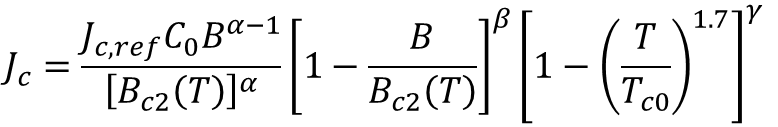 J_c = \frac{J_{c,ref} C_0 B^{\alpha-1}}{[B_{c2}(T)]^{\alpha}} \left[1 - \frac{B}{B_{c2}(T)}\right]^{\beta} \left[1 - \left(\frac{T}{T_{c0}}\right)^{1.7}\right]^{\gamma}